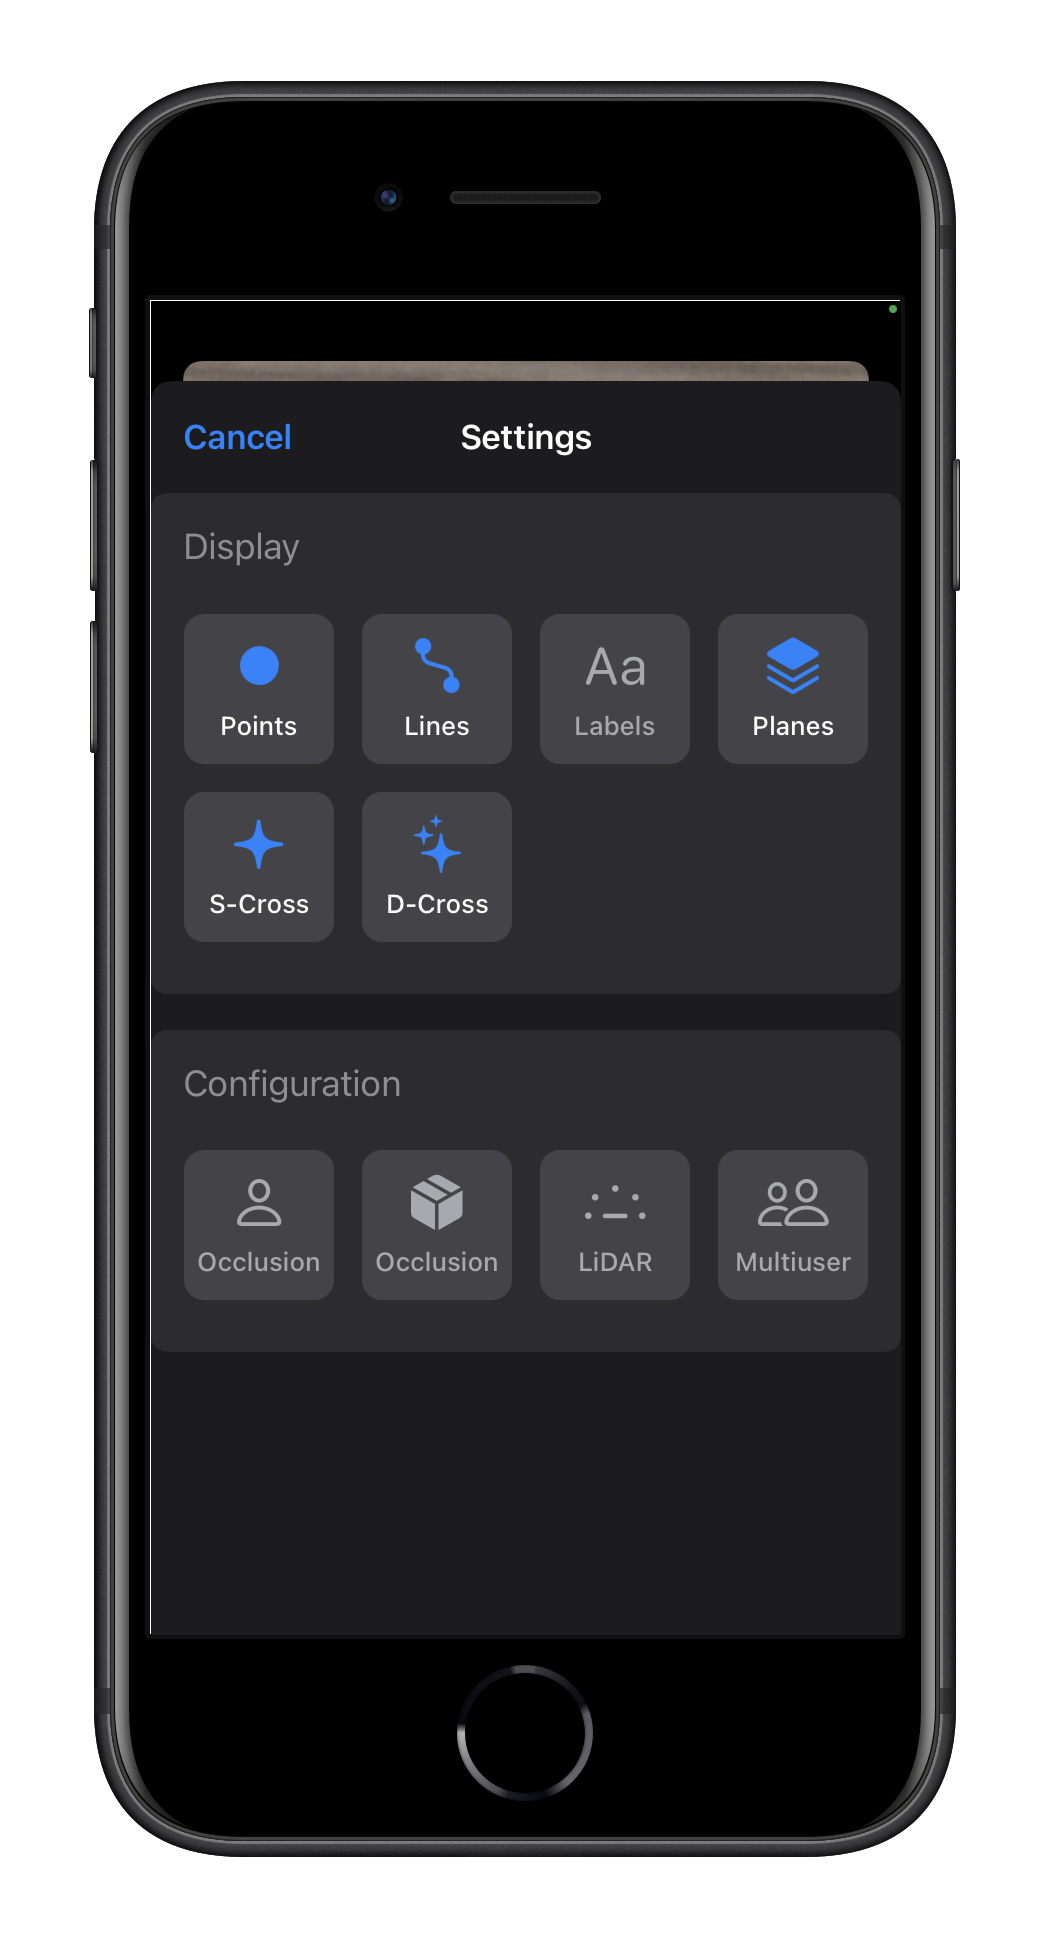 Cancel
Settings
Display
Points
Lines
Aa
Labels
Planes
S-Cross
D-Cross
Configuration
Occlusion
Occlusion
LiDAR
Multiuser